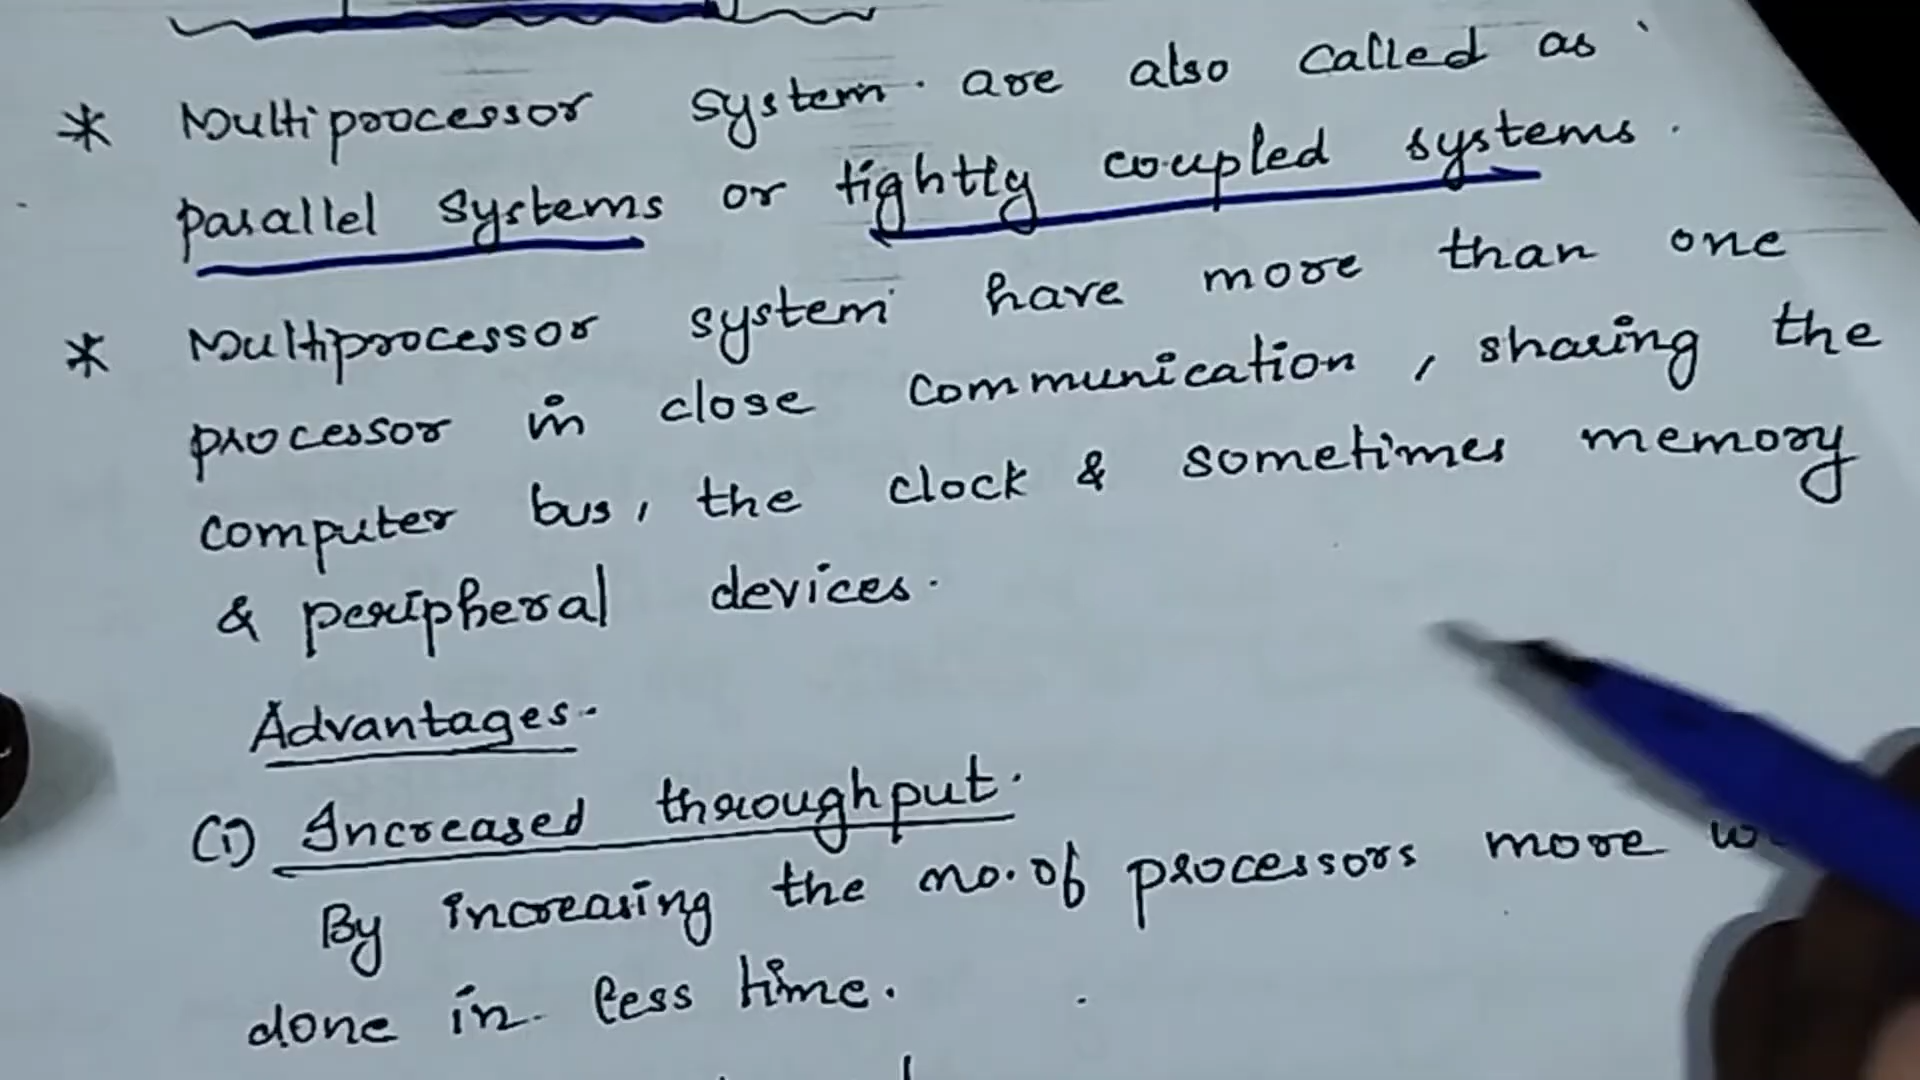 * Multiprocessor system are also called as
parallel systems or tightly coupled systems.
* Multiprocessor system have more than one
processor in close communication, sharing the
computer bus, the clock & sometimes memory
& peripheral devices.
Advantages.
(i) Increased throughput.
By increasing the no. of processors more
done in less time.